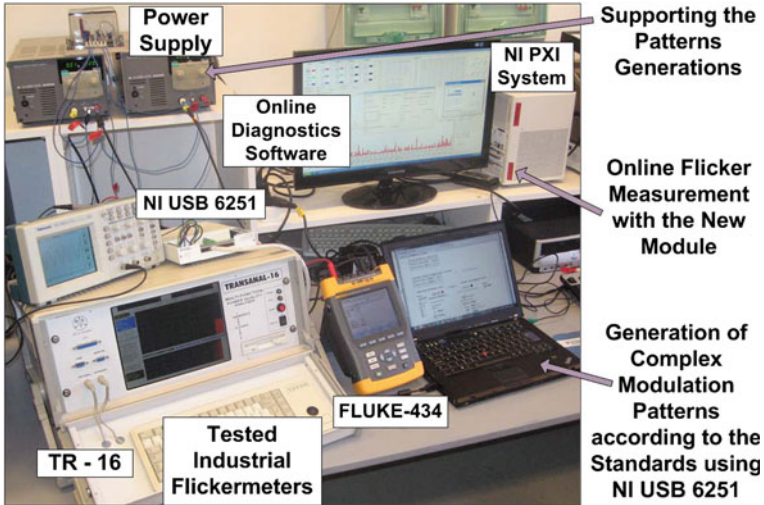 Power
Supply
Supporting the
Patterns
Generations
NI PXI
System
Online
Diagnostics
Software
NI USB 6251
Online Flicker
Measurement
with the New
Module
TRANSANAL-16
Generation of
Complex
Modulation
Patterns
according to the
Standards using
NI USB 6251
FLUKE-434
TR - 16
Tested
Industrial
Flickermeters